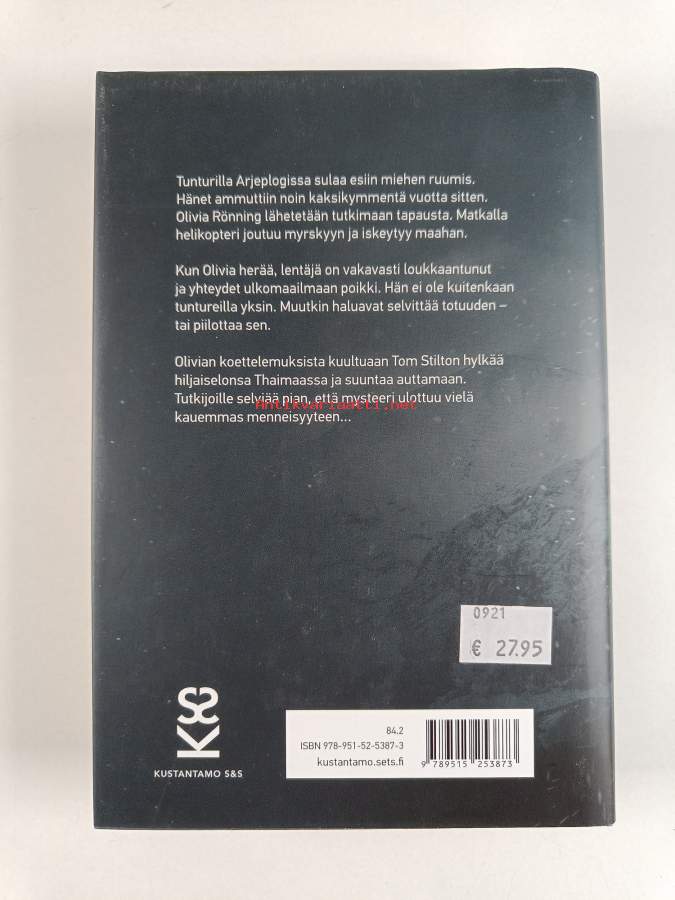 Tunturilla Arjeplogissa sulaa esiin miehen ruumis.
Hänet ammuttiin noin kaksikymmentä vuotta sitten.
Olivia Rönning lähetetään tutkimaan tapausta. Matkalla
helikopteri joutuu myrskyyn ja iskeytyy maahan.
Kun Olivia herää, lentäjä on vakavasti loukkaantunut
ja yhteydet ulkomaailmaan poikki. Hän ei ole kuitenkaan
tuntureilla yksin. Muutkin haluavat selvittää totuuden –
tai piilottaa sen.
Olivian koettelemuksista kuultuaan Tom Stilton hylkää
hiljaiselonsa Thaimaassa ja suuntaa auttamaan.
Tutkijoille selviää pian, että mysteeri ulottuu vielä
Antikvariaatti.net
kauemmas menneisyyteen...
0921
€ 27.95
K&S
KUSTANTAMO S&S
84.2
ISBN 978-951-52-5387-3
kustantamo.sets.fi
9 789515 253873